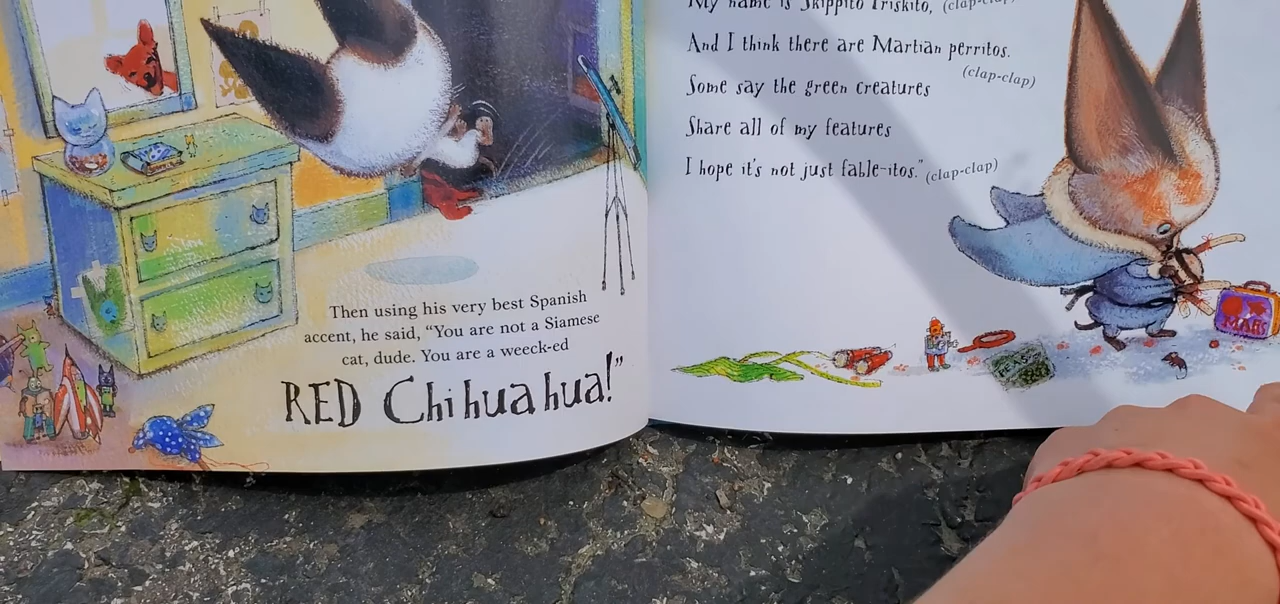 Then using his very best Spanish
accent, he said, “You are not a Siamese
cat, dude. You are a weeck-ed
RED Chihuahua!”
My name is Skippito Friskito, (clap-clap)
And I think there are Martian perritos.
(clap-clap)
Some say the green creatures
Share all of my features
I hope it's not just fable-itos.” (clap-clap)
MARS